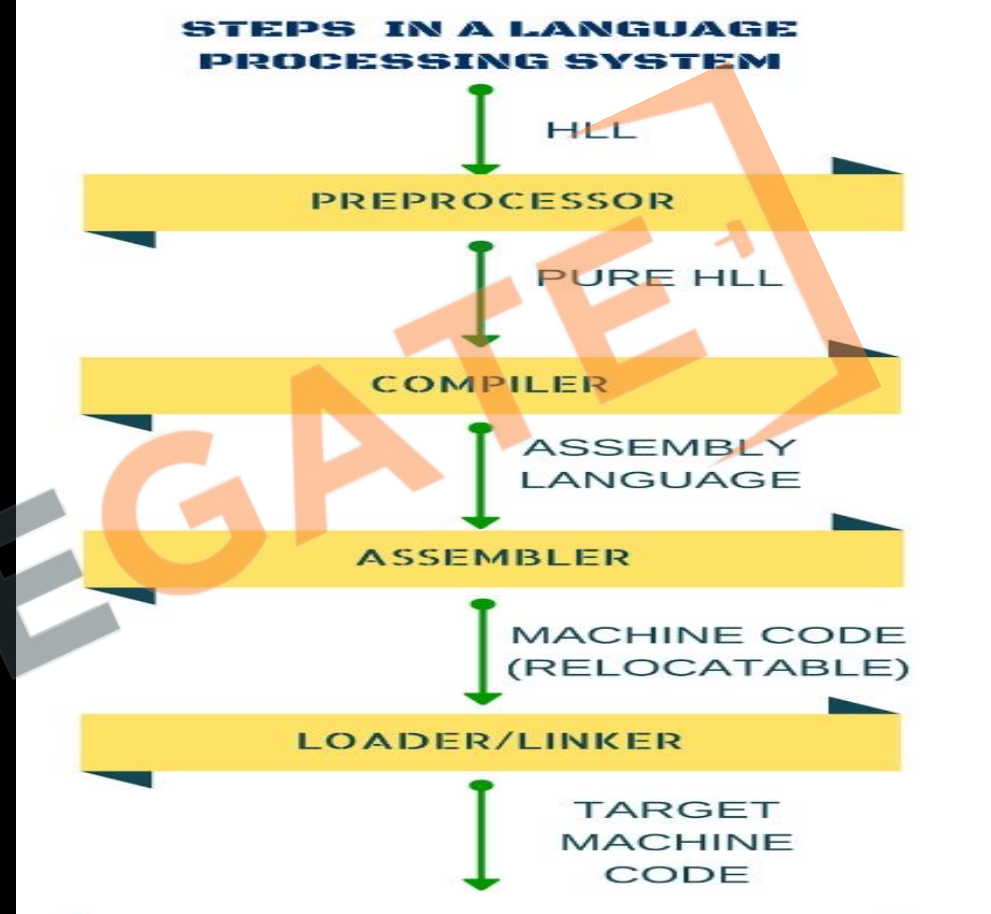 STEPS IN A LANGUAGE
PROCESSING SYSTEM
HLL
PREPROCESSOR
PURE HLL
COMPILER
ASSEMBLY
LANGUAGE
ASSEMBLER
MACHINE CODE
(RELOCATABLE)
LOADER/LINKER
TARGET
MACHINE
CODE
EGATE